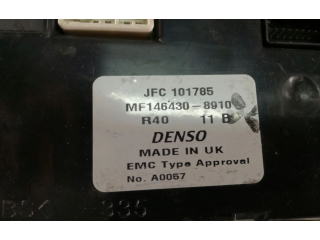 JFC 101785
MF146430-8910
R40 11 B
DENSO
MADE IN UK
EMC Type Approval
No. A0057